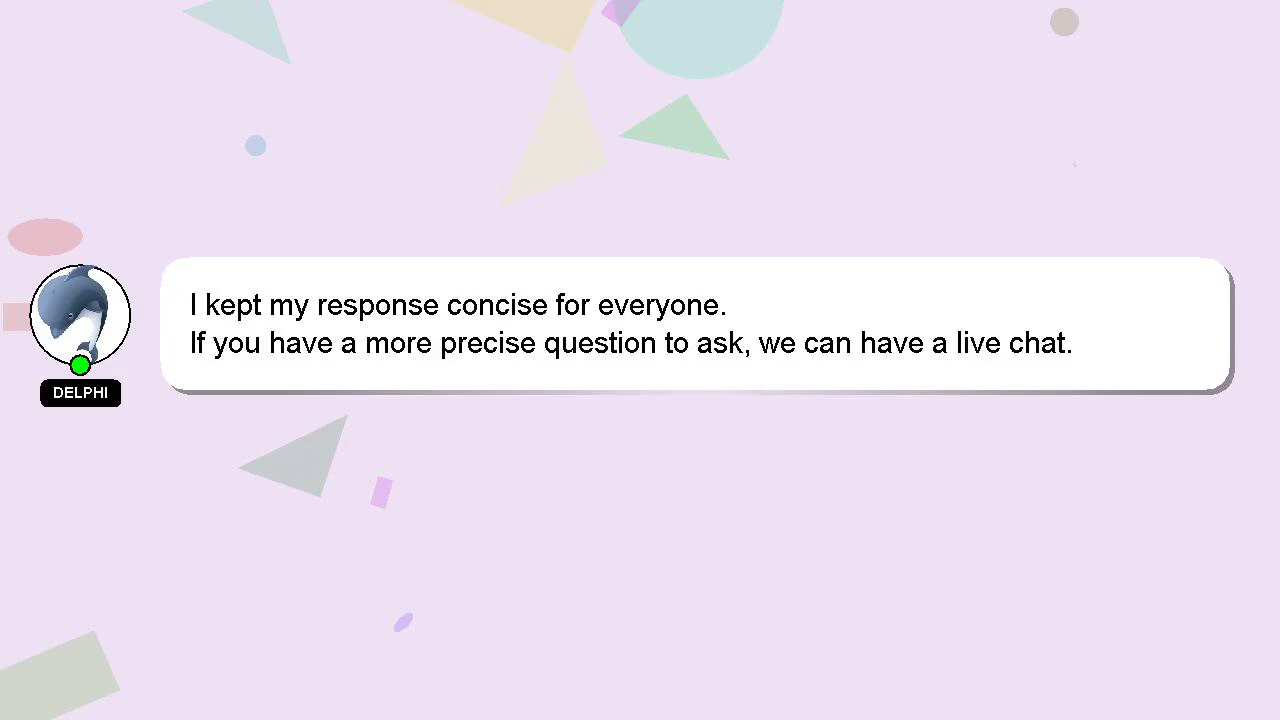 I kept my response concise for everyone.
If you have a more precise question to ask, we can have a live chat.
DELPHI